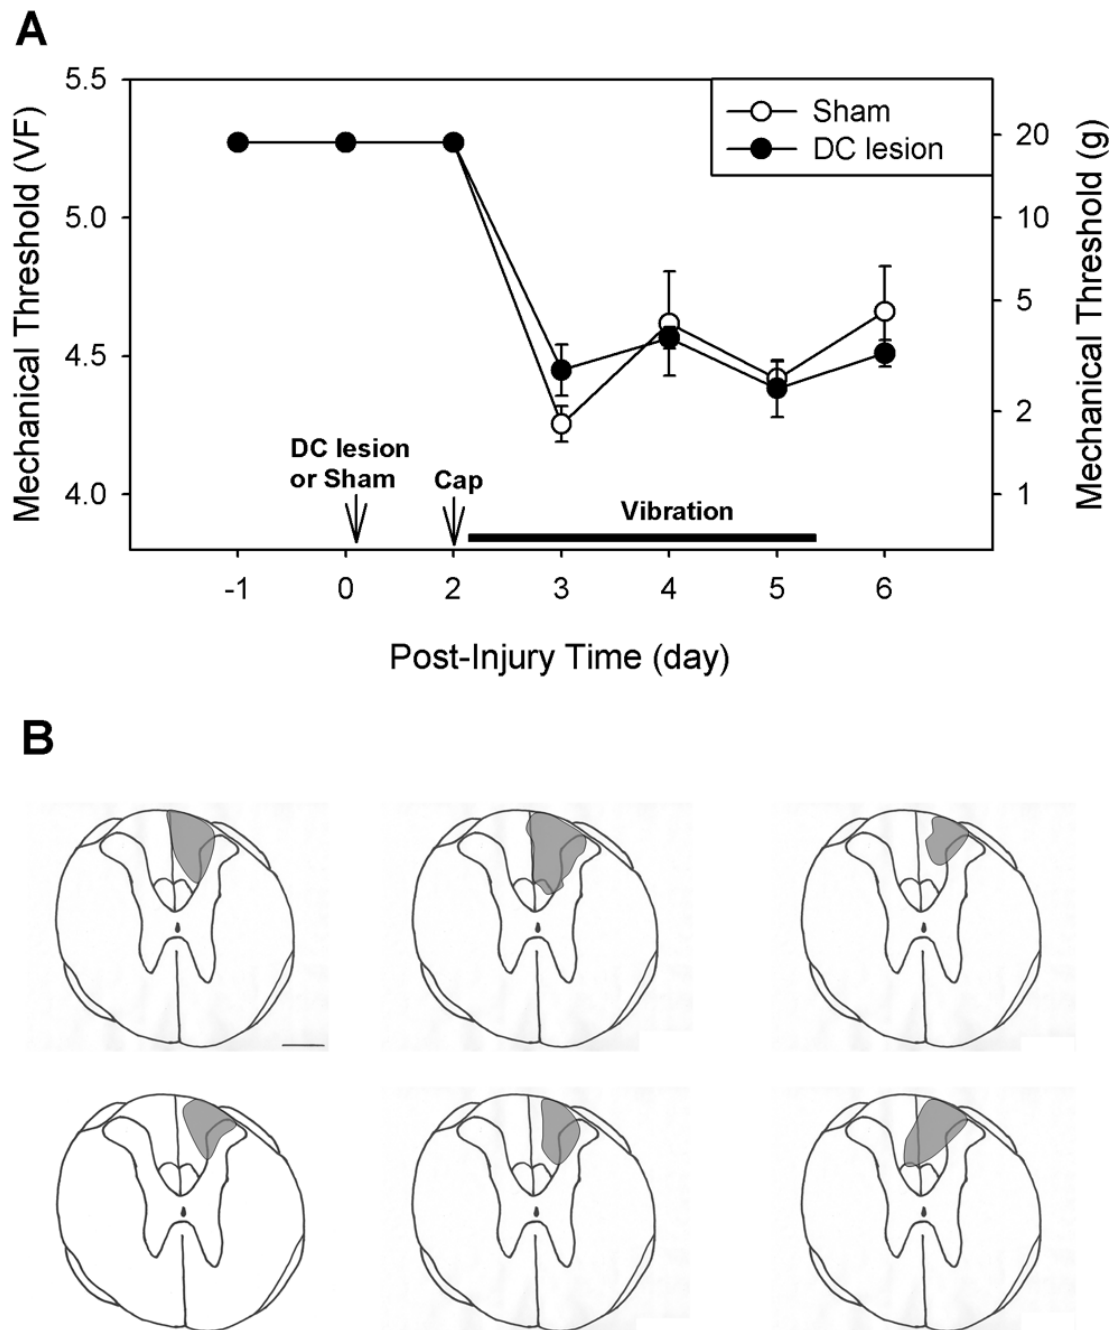 A
5.5
5.0
4.5
4.0
Mechanical Threshold (VF)
Sham
DC lesion
20
10
5
2
1
Mechanical Threshold (g)
DC lesion
or Sham
Cap
Vibration
-1 0 2 3 4 5 6
Post-Injury Time (day)
B